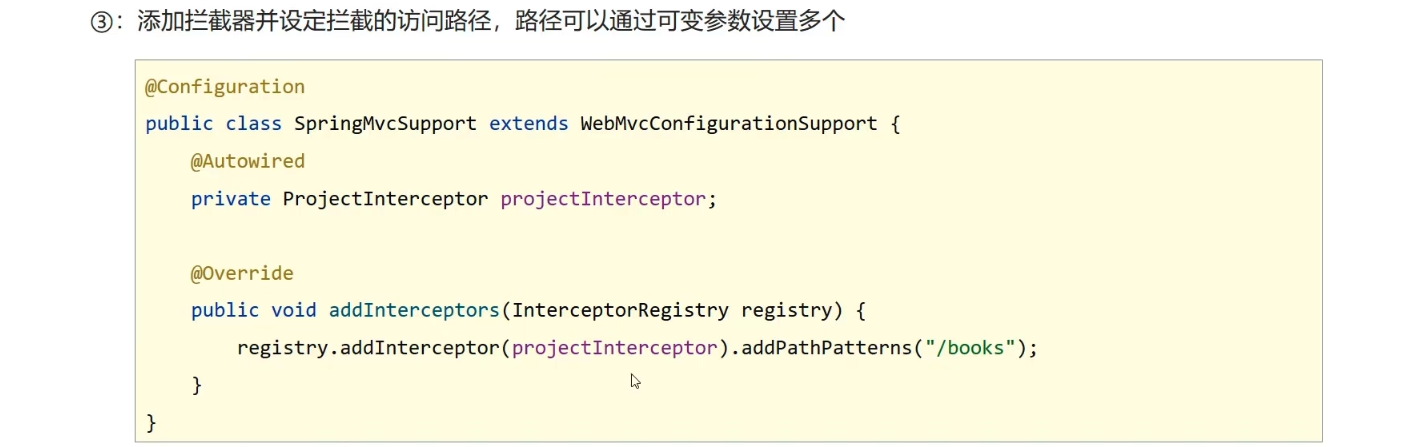 ③：添加拦截器并设定拦截的访问路径，路径可以通过可变参数设置多个
@Configuration
public class SpringMvcSupport extends WebMvcConfigurationSupport {
    @Autowired
    private ProjectInterceptor projectInterceptor;

    @Override
    public void addInterceptors(InterceptorRegistry registry) {
        registry.addInterceptor(projectInterceptor).addPathPatterns("/books");
    }
}